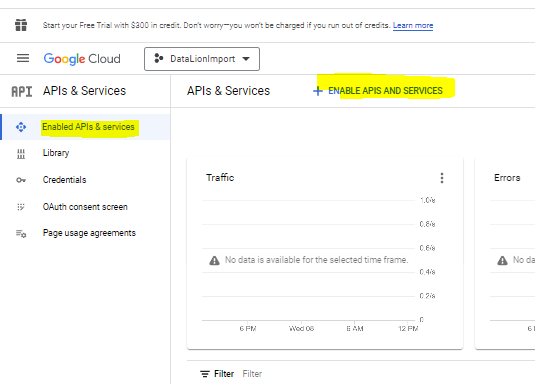 Start your Free Trial with $300 in credit. Don't worry—you won't be charged if you run out of credits. Learn more
Google Cloud
DataLionImport
API APIs & Services
APIs & Services
+ ENABLE APIS AND SERVICES
Enabled APIs & services
Library
Credentials
OAuth consent screen
Page usage agreements
Traffic
1.0/s
0.8/s
0.6/s
No data is available for the selected time frame.
0.4/s
0.2/s
0
6 PM Wed 08 6 AM 12 PM
Errors
No da
6
Filter Filter